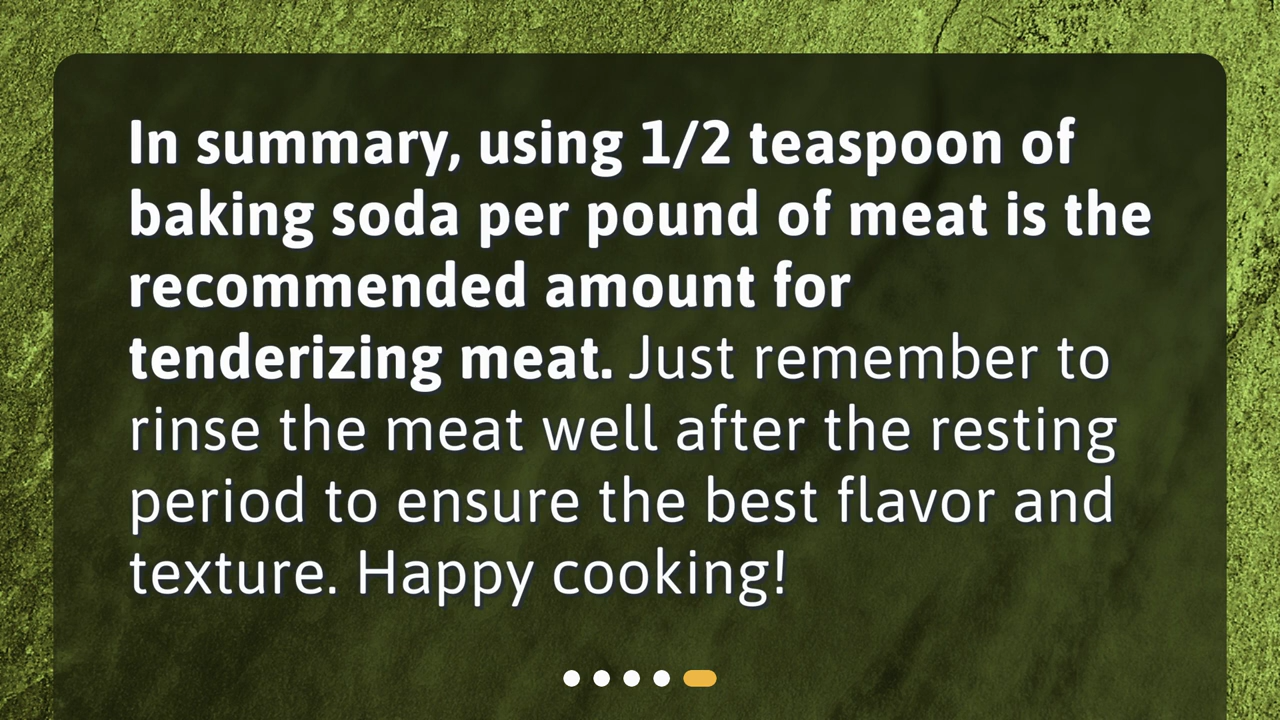 In summary, using 1/2 teaspoon of
baking soda per pound of meat is the
recommended amount for
tenderizing meat. Just remember to
rinse the meat well after the resting
period to ensure the best flavor and
texture. Happy cooking!